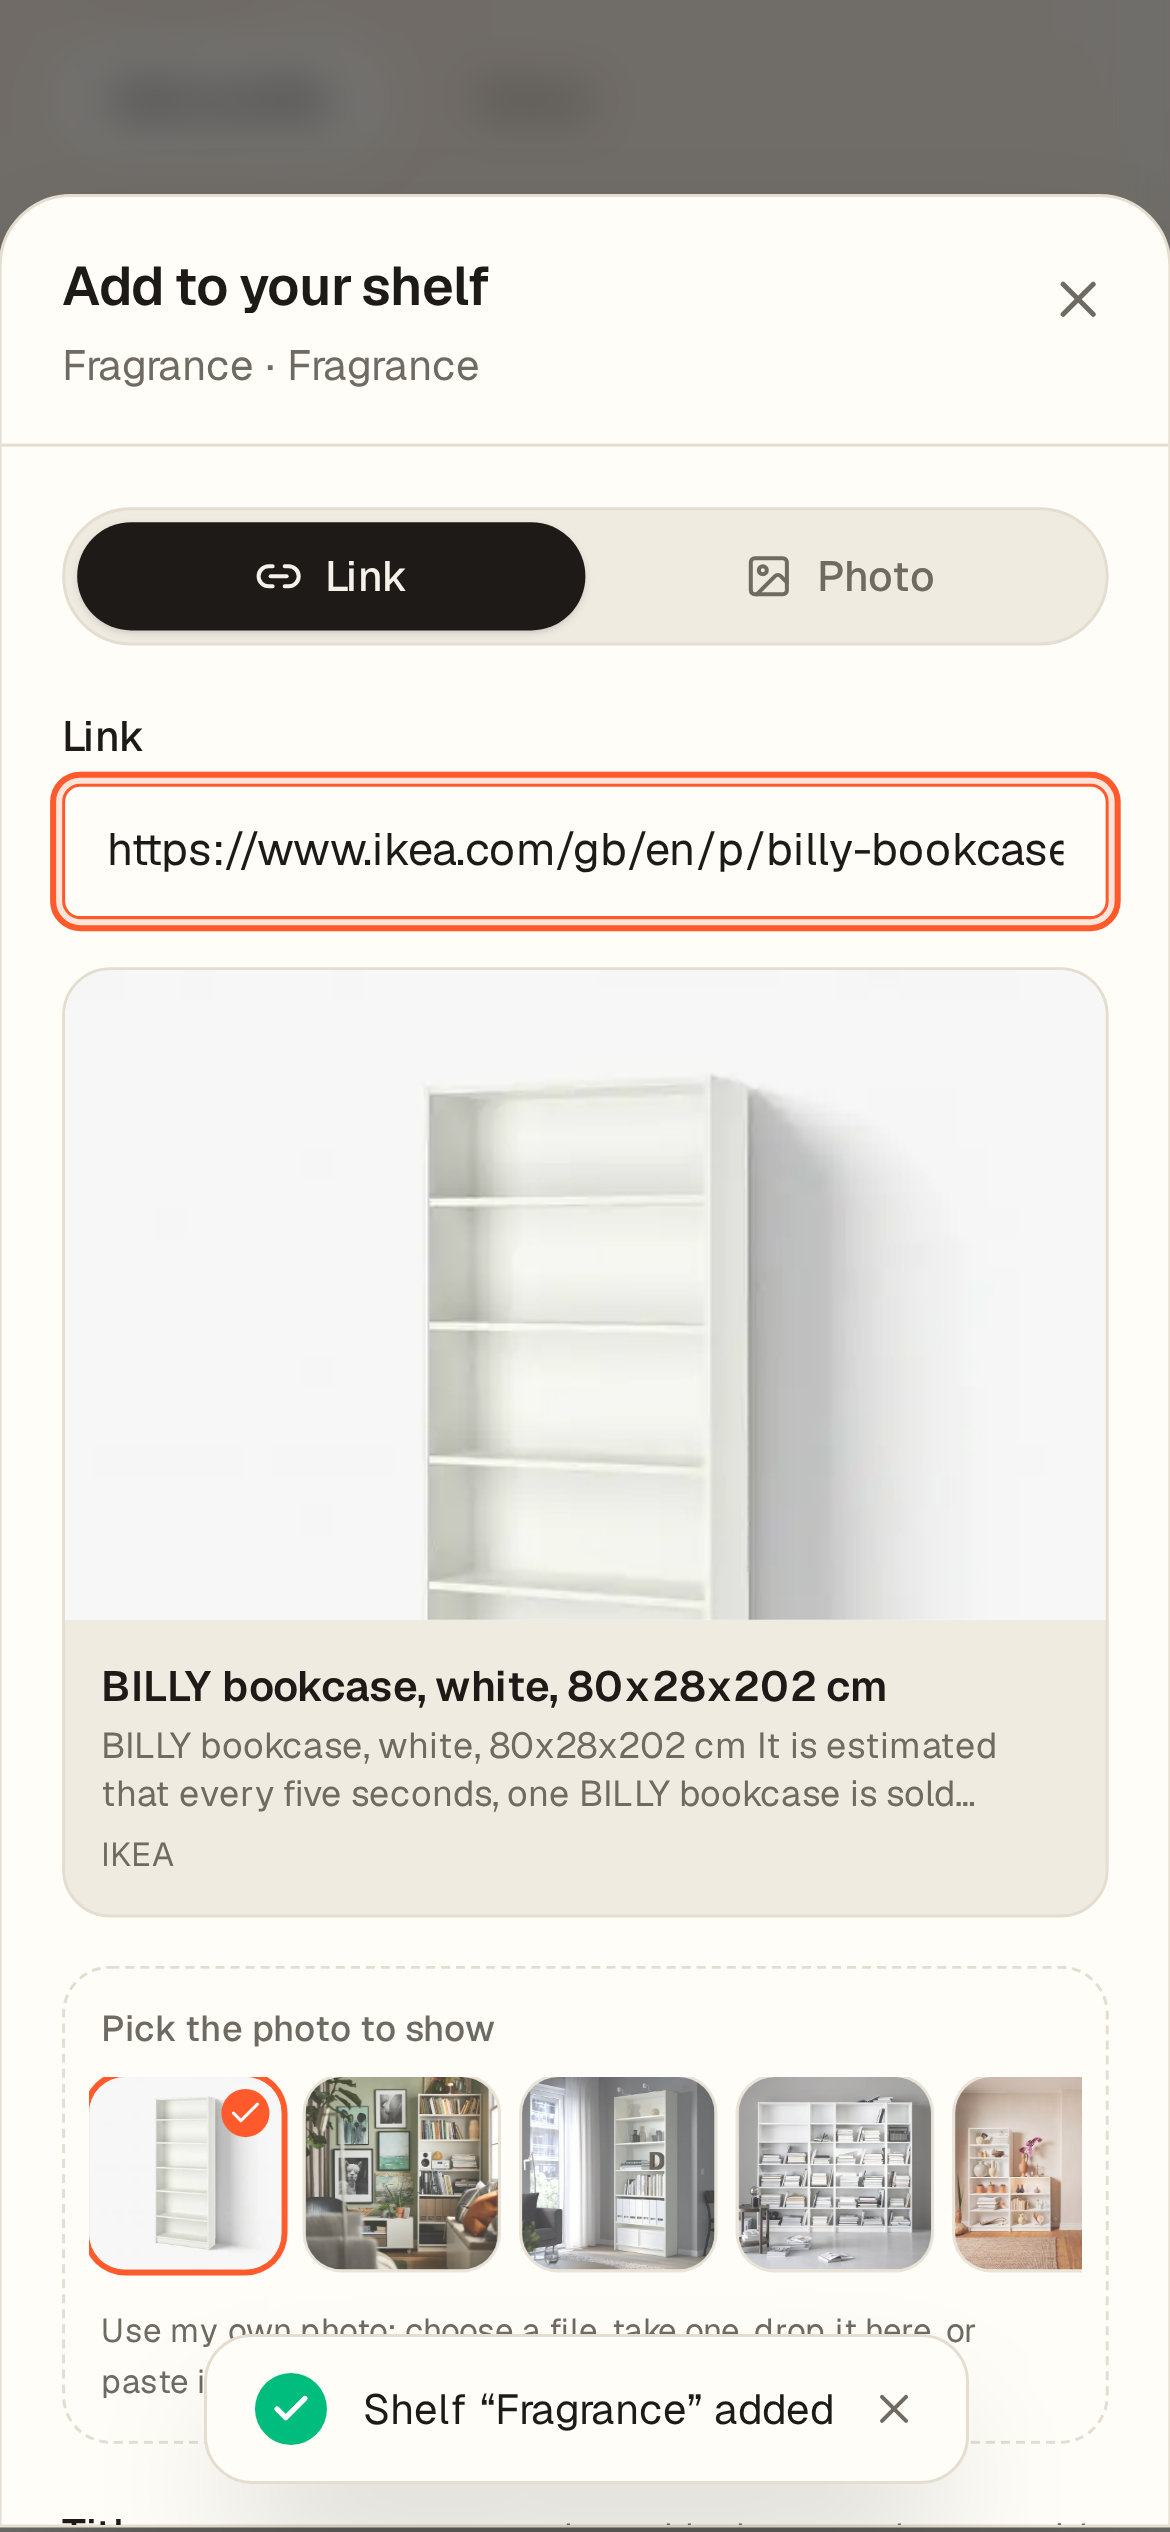 Add to your shelf
Fragrance · Fragrance
Link
Photo
Link
https://www.ikea.com/gb/en/p/billy-bookcase
BILLY bookcase, white, 80x28x202 cm
BILLY bookcase, white, 80x28x202 cm It is estimated
that every five seconds, one BILLY bookcase is sold...
IKEA
Pick the photo to show
Use my own photo: choose a file, take one, drop it here, or
paste
Shelf “Fragrance” added